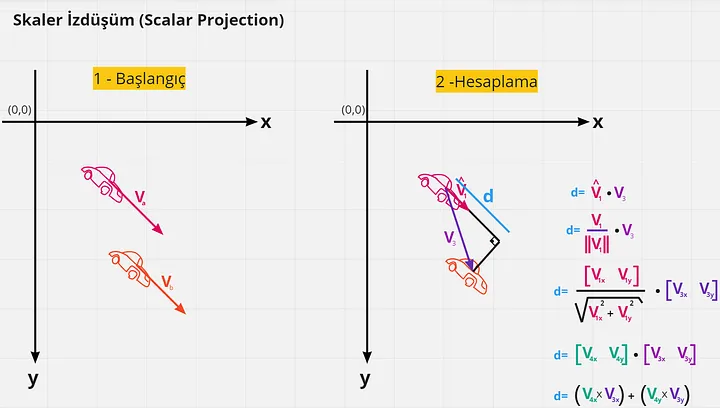 Skaler İzdüşüm (Scalar Projection)
1 - Başlangıç
(0,0)
x
Va
Vb
y
2 -Hesaplama
(0,0)
x
V̂1
d
V3
y
d= V̂1 • V3
d= V1 / ||V1|| • V3
d= [V1x V1y] / √V1x² + V1y² • [V3x V3y]
d= [V4x V4y] • [V3x V3y]
d= (V4x x V3x) + (V4y x V3y)